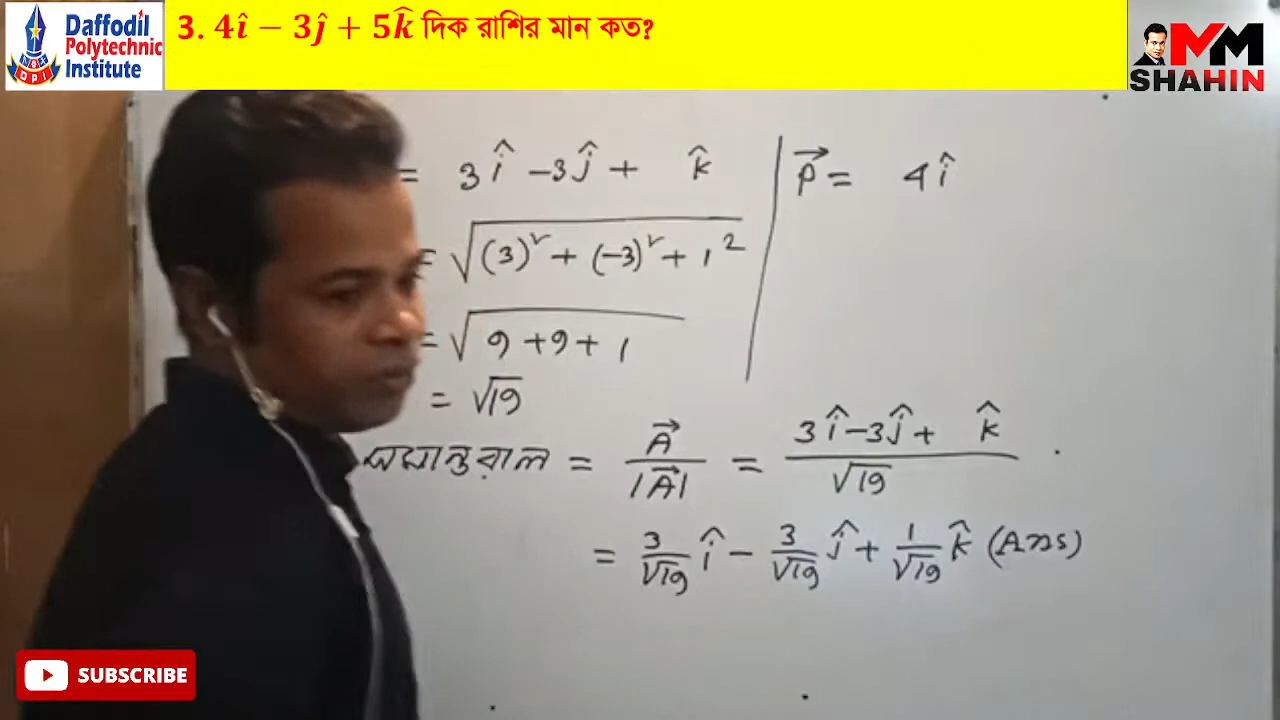 Daffodil
Polytechnic
Institute
DPI
3. 4î − 3ĵ + 5k̂ দিক রাশির মান কত?
MM
SHAHIN
= 3î − 3ĵ + k̂
P⃗ = 4î
= √(3)² + (−3)² + 1²
= √9 + 9 + 1
= √19
সমান্তরাল = A⃗ / |A⃗| = 3î − 3ĵ + k̂ / √19
= 3/√19 î − 3/√19 ĵ + 1/√19 k̂ (Ans)
SUBSCRIBE